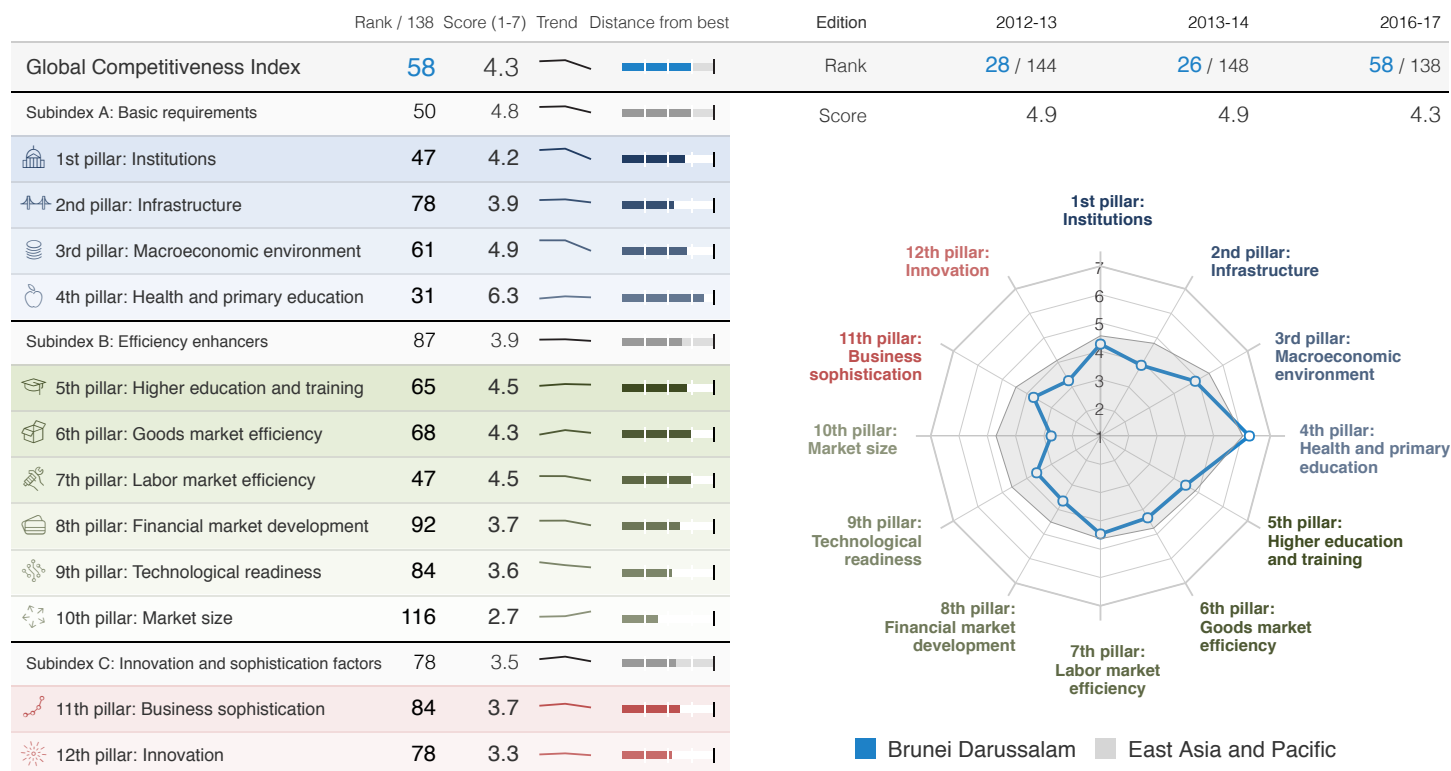 Rank / 138 Score (1-7) Trend Distance from best
Global Competitiveness Index 58 4.3
Subindex A: Basic requirements 50 4.8
1st pillar: Institutions 47 4.2
2nd pillar: Infrastructure 78 3.9
3rd pillar: Macroeconomic environment 61 4.9
4th pillar: Health and primary education 31 6.3
Subindex B: Efficiency enhancers 87 3.9
5th pillar: Higher education and training 65 4.5
6th pillar: Goods market efficiency 68 4.3
7th pillar: Labor market efficiency 47 4.5
8th pillar: Financial market development 92 3.7
9th pillar: Technological readiness 84 3.6
10th pillar: Market size 116 2.7
Subindex C: Innovation and sophistication factors 78 3.5
11th pillar: Business sophistication 84 3.7
12th pillar: Innovation 78 3.3
Edition 2012-13 2013-14 2016-17
Rank 28 / 144 26 / 148 58 / 138
Score 4.9 4.9 4.3
1st pillar:
Institutions
2nd pillar:
Infrastructure
3rd pillar:
Macroeconomic
environment
4th pillar:
Health and primary
education
5th pillar:
Higher education
and training
6th pillar:
Goods market
efficiency
7th pillar:
Labor market
efficiency
8th pillar:
Financial market
development
9th pillar:
Technological
readiness
10th pillar:
Market size
11th pillar:
Business
sophistication
12th pillar:
Innovation
7
6
5
4
3
2
1
Brunei Darussalam East Asia and Pacific